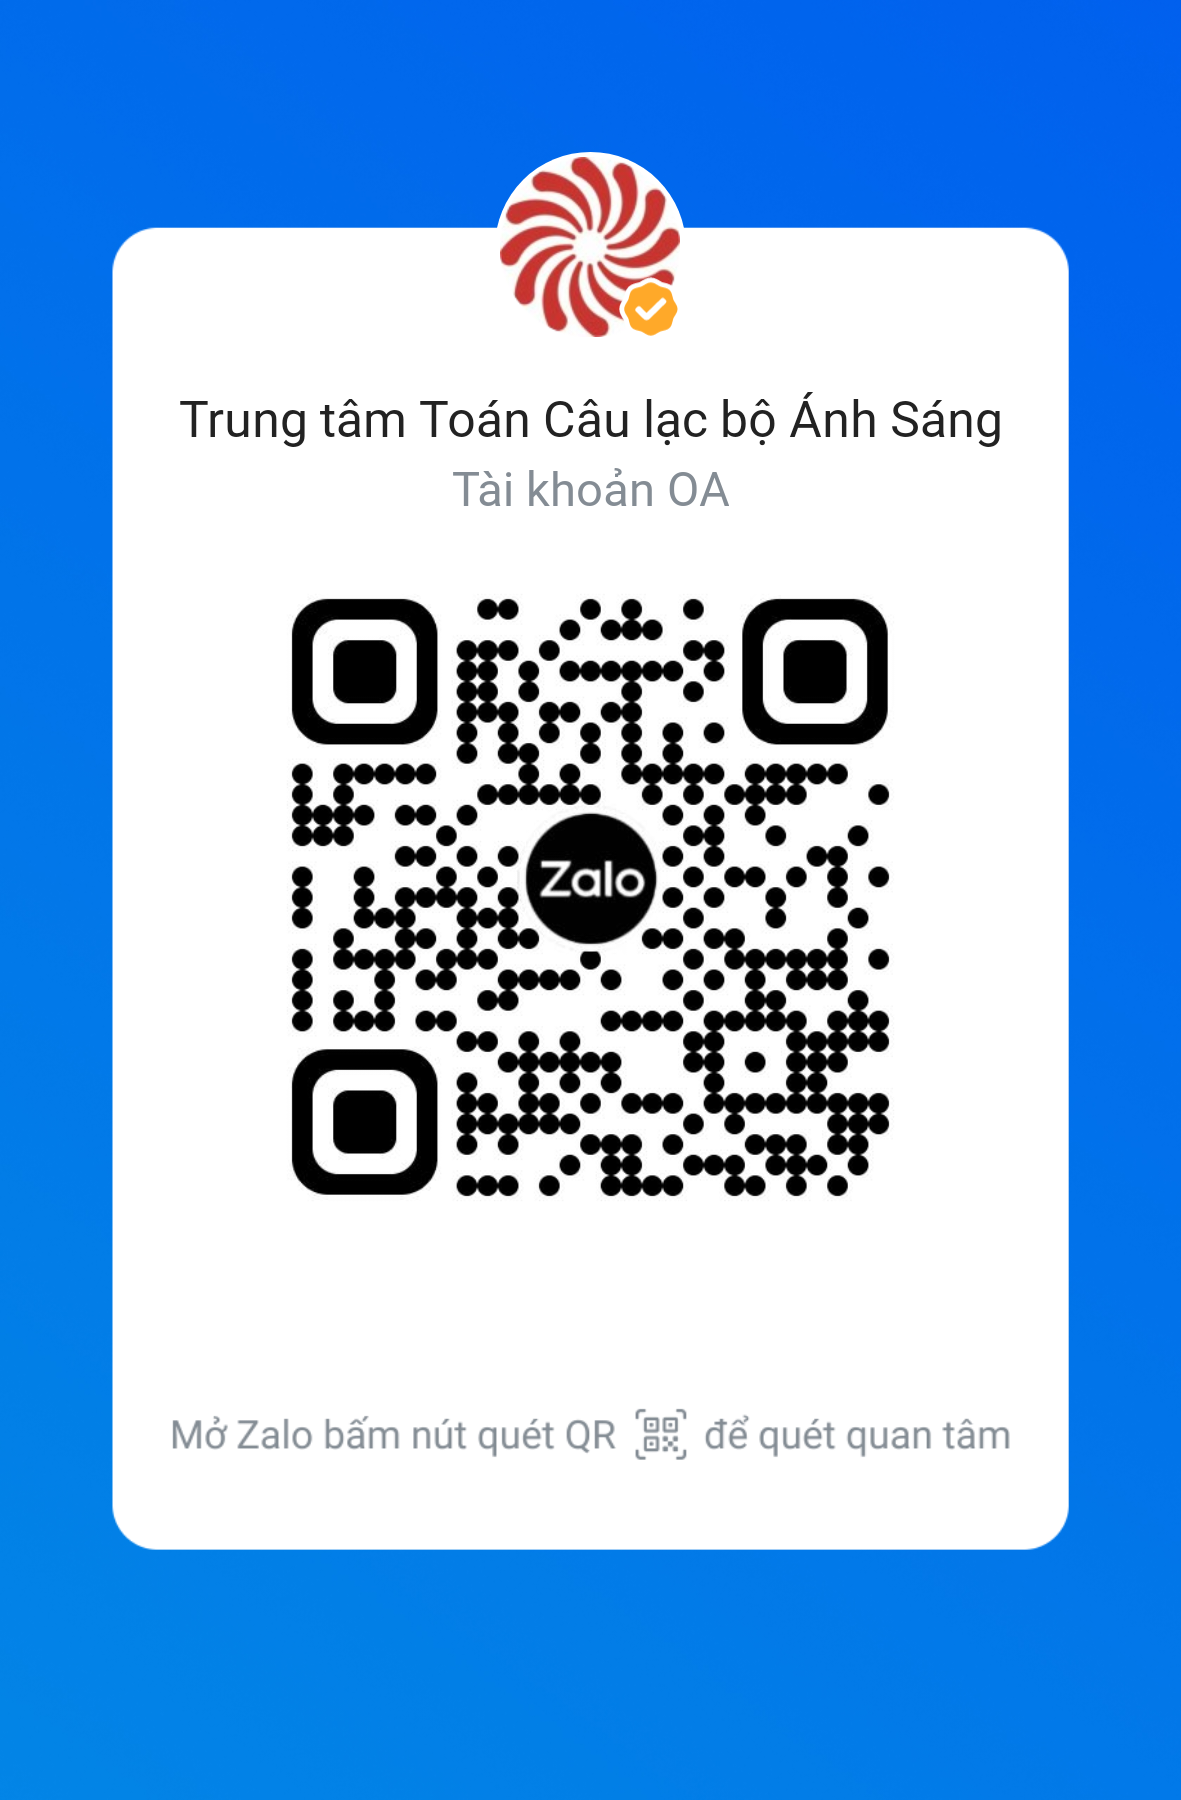 Trung tâm Toán Câu lạc bộ Ánh Sáng
Tài khoản OA
Zalo
Mở Zalo bấm nút quét QR để quét quan tâm